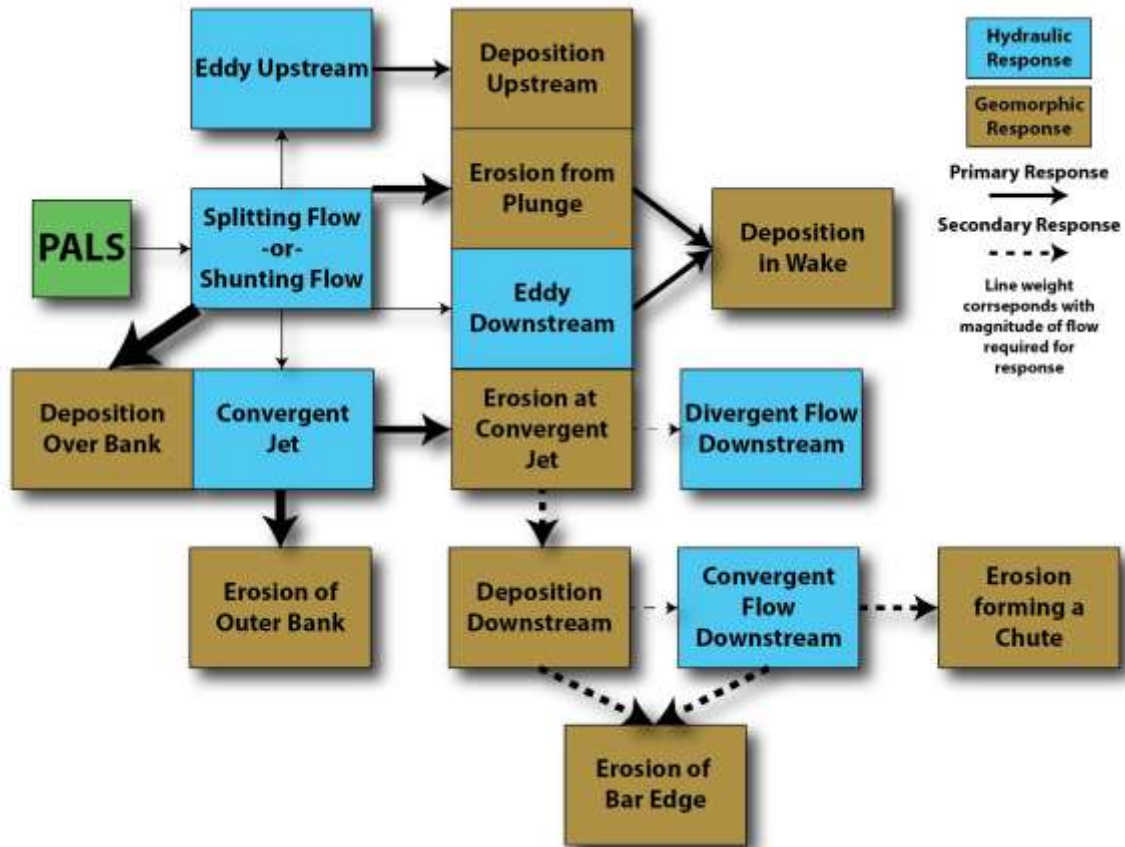 Eddy Upstream
Deposition
Upstream
Hydraulic
Response
Geomorphic
Response
Primary Response
Secondary Response
Line weight
corrseponds with
magnitude of flow
required for
response
PALS
Splitting Flow
-or-
Shunting Flow
Erosion from
Plunge
Eddy
Downstream
Deposition
in Wake
Deposition
Over Bank
Convergent
Jet
Erosion at
Convergent
Jet
Divergent Flow
Downstream
Erosion of
Outer Bank
Deposition
Downstream
Convergent
Flow
Downstream
Erosion
forming a
Chute
Erosion of
Bar Edge